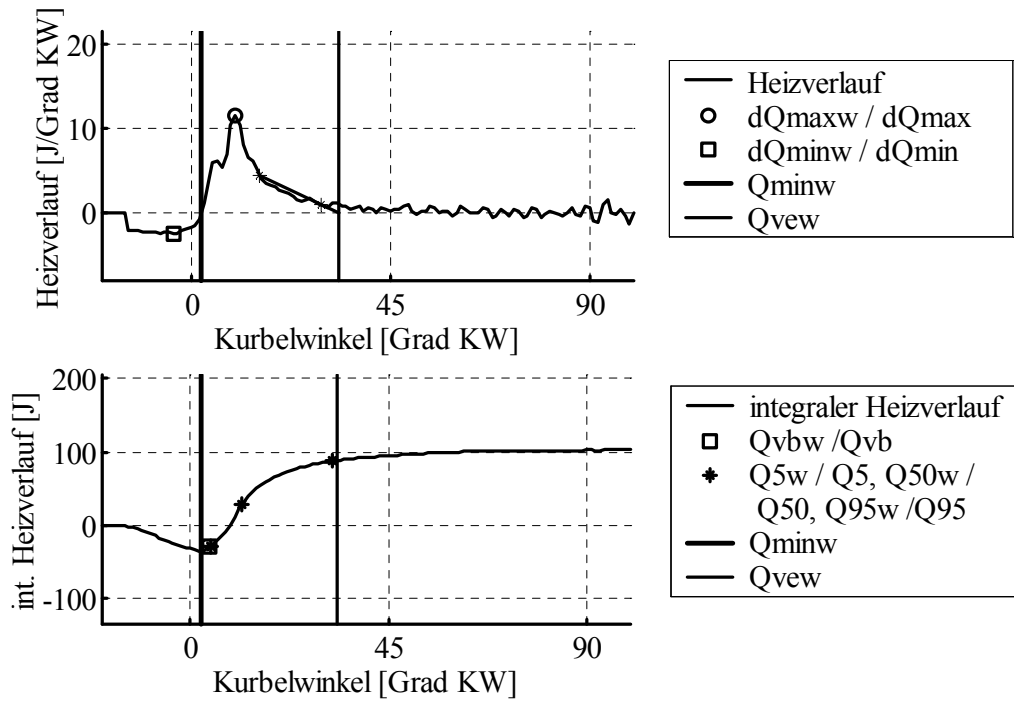 20
10
0
Heizverlauf [J/Grad KW]
0
45
90
Kurbelwinkel [Grad KW]
Heizverlauf
dQmaxw / dQmax
dQminw / dQmin
Qminw
Qvew
200
100
0
-100
int. Heizverlauf [J]
0
45
90
Kurbelwinkel [Grad KW]
integraler Heizverlauf
Qvbw /Qvb
Q5w / Q5, Q50w /
Q50, Q95w /Q95
Qminw
Qvew